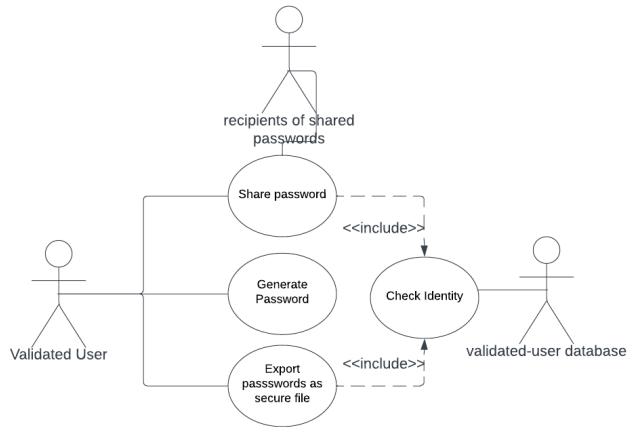 recipients of shared
passwords
Share password
<<include>>
Generate
Password
Check Identity
Validated User
validated-user database
<<include>>
Export
passswords as
secure file